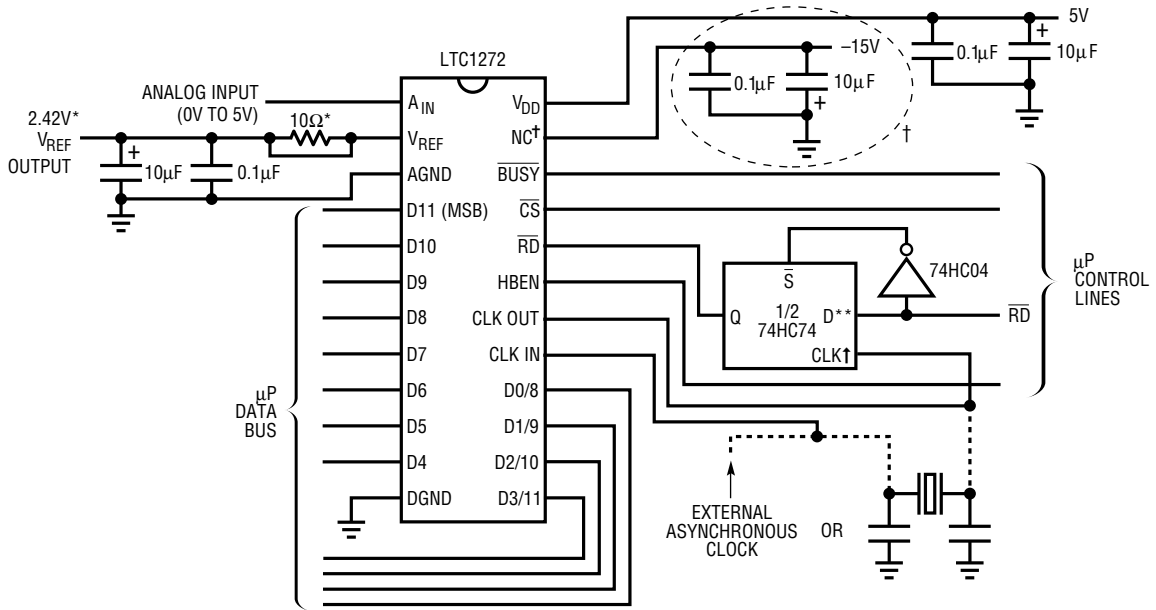 LTC1272
ANALOG INPUT
(0V TO 5V)
2.42V*
VREF
OUTPUT
10Ω*
+
10µF
0.1µF
AIN
VREF
AGND
D11 (MSB)
D10
D9
D8
D7
D6
D5
D4
DGND
VDD
NC†
BUSY
CS
RD
HBEN
CLK OUT
CLK IN
D0/8
D1/9
D2/10
D3/11
µP
DATA
BUS
–15V
0.1µF
10µF
+
†
5V
0.1µF
+
10µF
S
Q
1/2
74HC74
D**
CLK↑
74HC04
RD
µP
CONTROL
LINES
EXTERNAL
ASYNCHRONOUS
CLOCK
OR